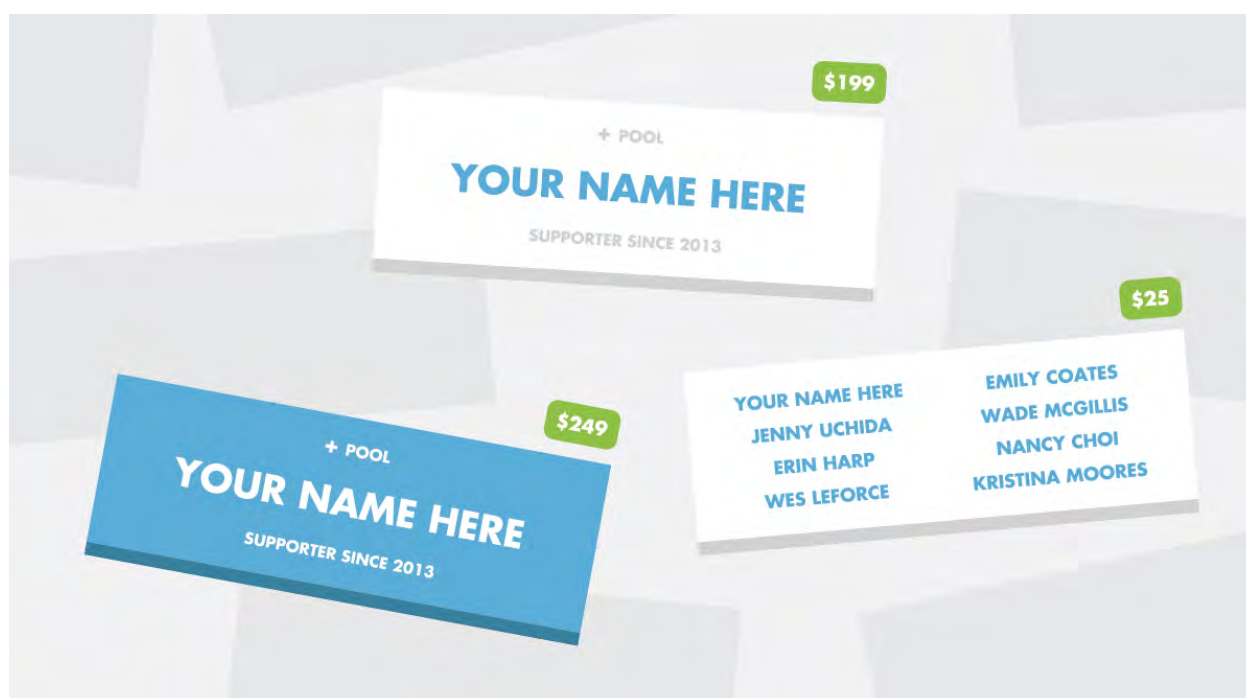 $199
+ POOL
YOUR NAME HERE
SUPPORTER SINCE 2013
$249
+ POOL
YOUR NAME HERE
SUPPORTER SINCE 2013
$25
YOUR NAME HERE
JENNY UCHIDA
ERIN HARP
WES LEFORCE
EMILY COATES
WADE MCGILLIS
NANCY CHOI
KRISTINA MOORES